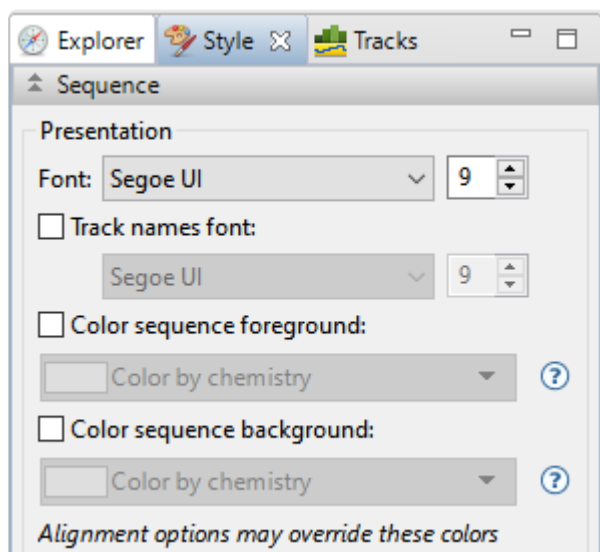 Explorer Style Tracks
Sequence
Presentation
Font: Segoe UI 9
Track names font:
Segoe UI 9
Color sequence foreground:
Color by chemistry ?
Color sequence background:
Color by chemistry ?
Alignment options may override these colors